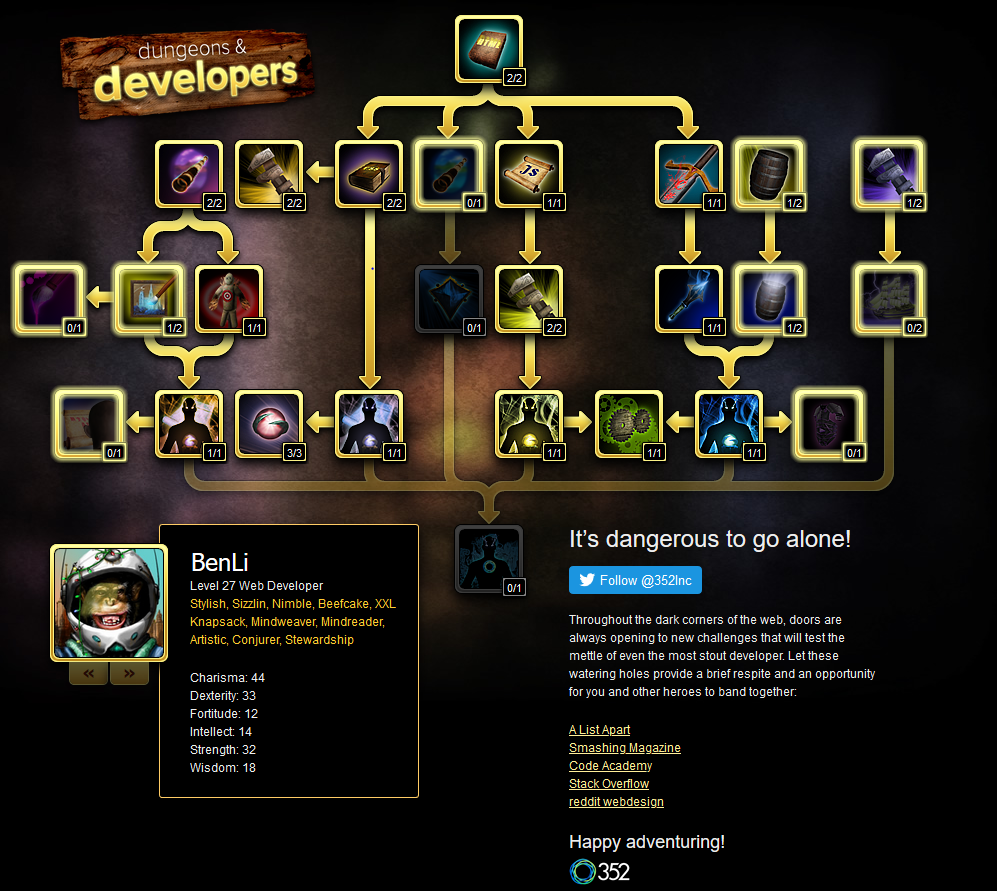 dungeons &
developers
HTML
2/2
2/2
2/2
2/2
0/1
JS
1/1
1/1
1/2
1/2
0/1
1/2
1/1
0/1
2/2
1/1
1/2
0/2
0/1
1/1
3/3
1/1
1/1
1/1
1/1
0/1
0/1
BenLi
Level 27 Web Developer
Stylish, Sizzlin, Nimble, Beefcake, XXL
Knapsack, Mindweaver, Mindreader,
Artistic, Conjurer, Stewardship
Charisma: 44
Dexterity: 33
Fortitude: 12
Intellect: 14
Strength: 32
Wisdom: 18
It's dangerous to go alone!
Follow @352Inc
Throughout the dark corners of the web, doors are
always opening to new challenges that will test the
mettle of even the most stout developer. Let these
watering holes provide a brief respite and an opportunity
for you and other heroes to band together:
A List Apart
Smashing Magazine
Code Academy
Stack Overflow
reddit webdesign
Happy adventuring!
352